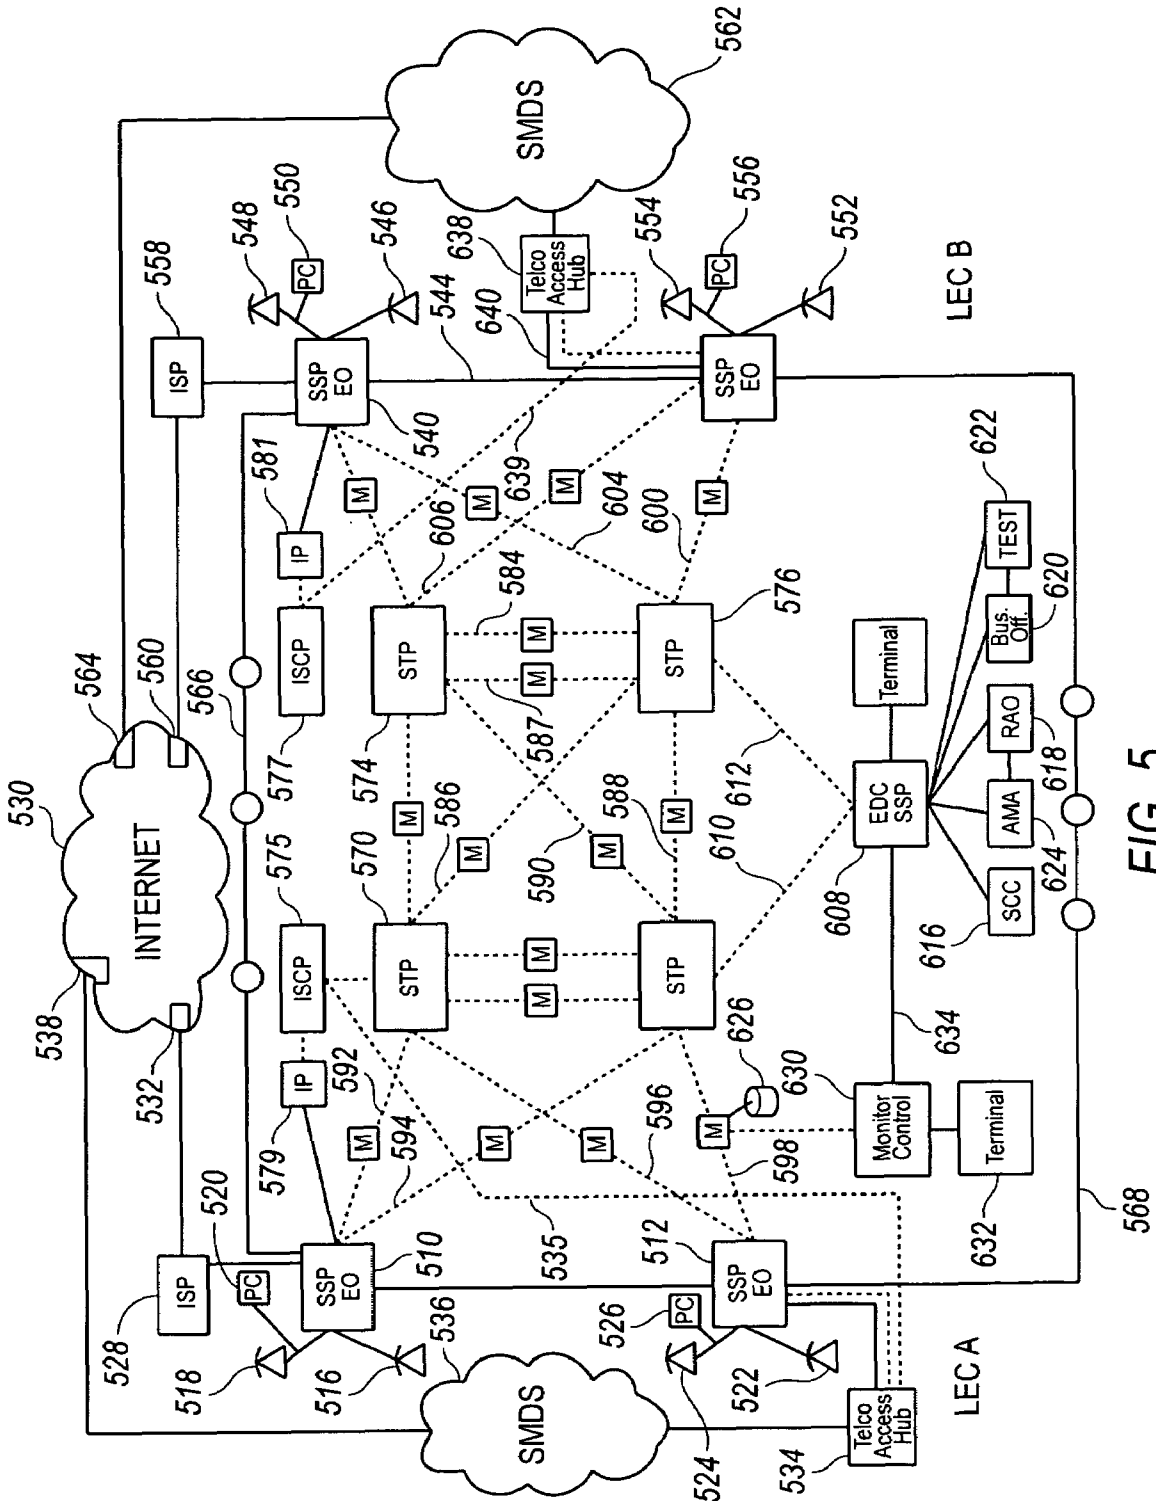 530
538
528
564
532
INTERNET
560
558
518
ISP
ISP
566
520
PC
579
575
577
581
548
516
SSP
EO
IP
ISCP
ISCP
IP
SSP
EO
PC
550
510
592
570
574
540
546
536
594
M
STP
M
STP
606
M
586
544
M
M
584
639
M
640
638
SMDS
535
M
M
M
M
587
604
M
Telco
Access
Hub
SMDS
M
590
M
M
512
596
588
600
554
526
PC
STP
M
STP
524
SSP
EO
M
626
610
612
M
SSP
EO
PC
556
522
598
630
576
552
534
608
Telco
Access
Hub
Monitor
Control
634
EDC
SSP
Terminal
616
LEC A
632
Terminal
SCC
AMA
RAO
Bus.
Off.
TEST
622
LEC B
624
618
620
568
FIG. 5
562